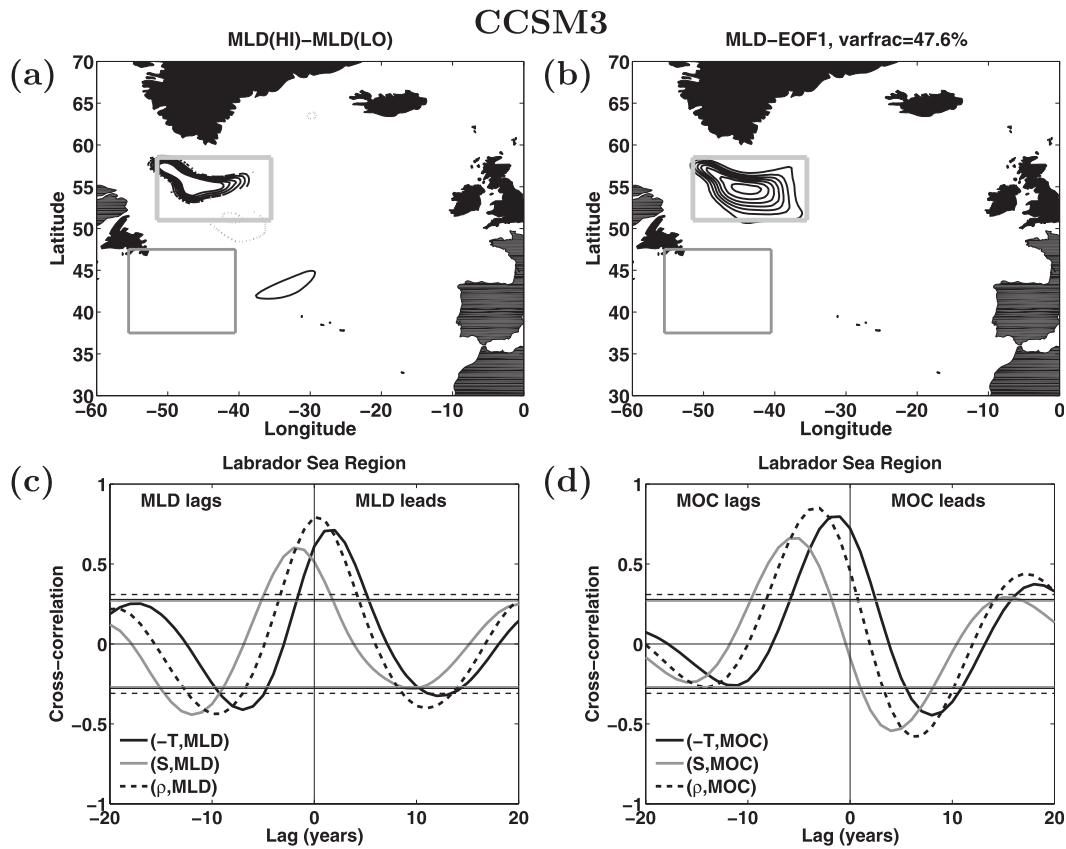 CCSM3
MLD(HI)−MLD(LO)
MLD−EOF1, varfrac=47.6%
(a)
(b)
70
65
60
55
50
45
40
35
30
Latitude
−60
−50
−40
−30
−20
−10
0
Longitude
70
65
60
55
50
45
40
35
30
Latitude
−60
−50
−40
−30
−20
−10
0
Longitude
(c)
Labrador Sea Region
MLD lags
MLD leads
1
0.5
0
−0.5
−1
Cross−correlation
(−T,MLD)
(S,MLD)
(ρ,MLD)
−20
−10
0
10
20
Lag (years)
(d)
Labrador Sea Region
MOC lags
MOC leads
1
0.5
0
−0.5
−1
Cross−correlation
(−T,MOC)
(S,MOC)
(ρ,MOC)
−20
−10
0
10
20
Lag (years)